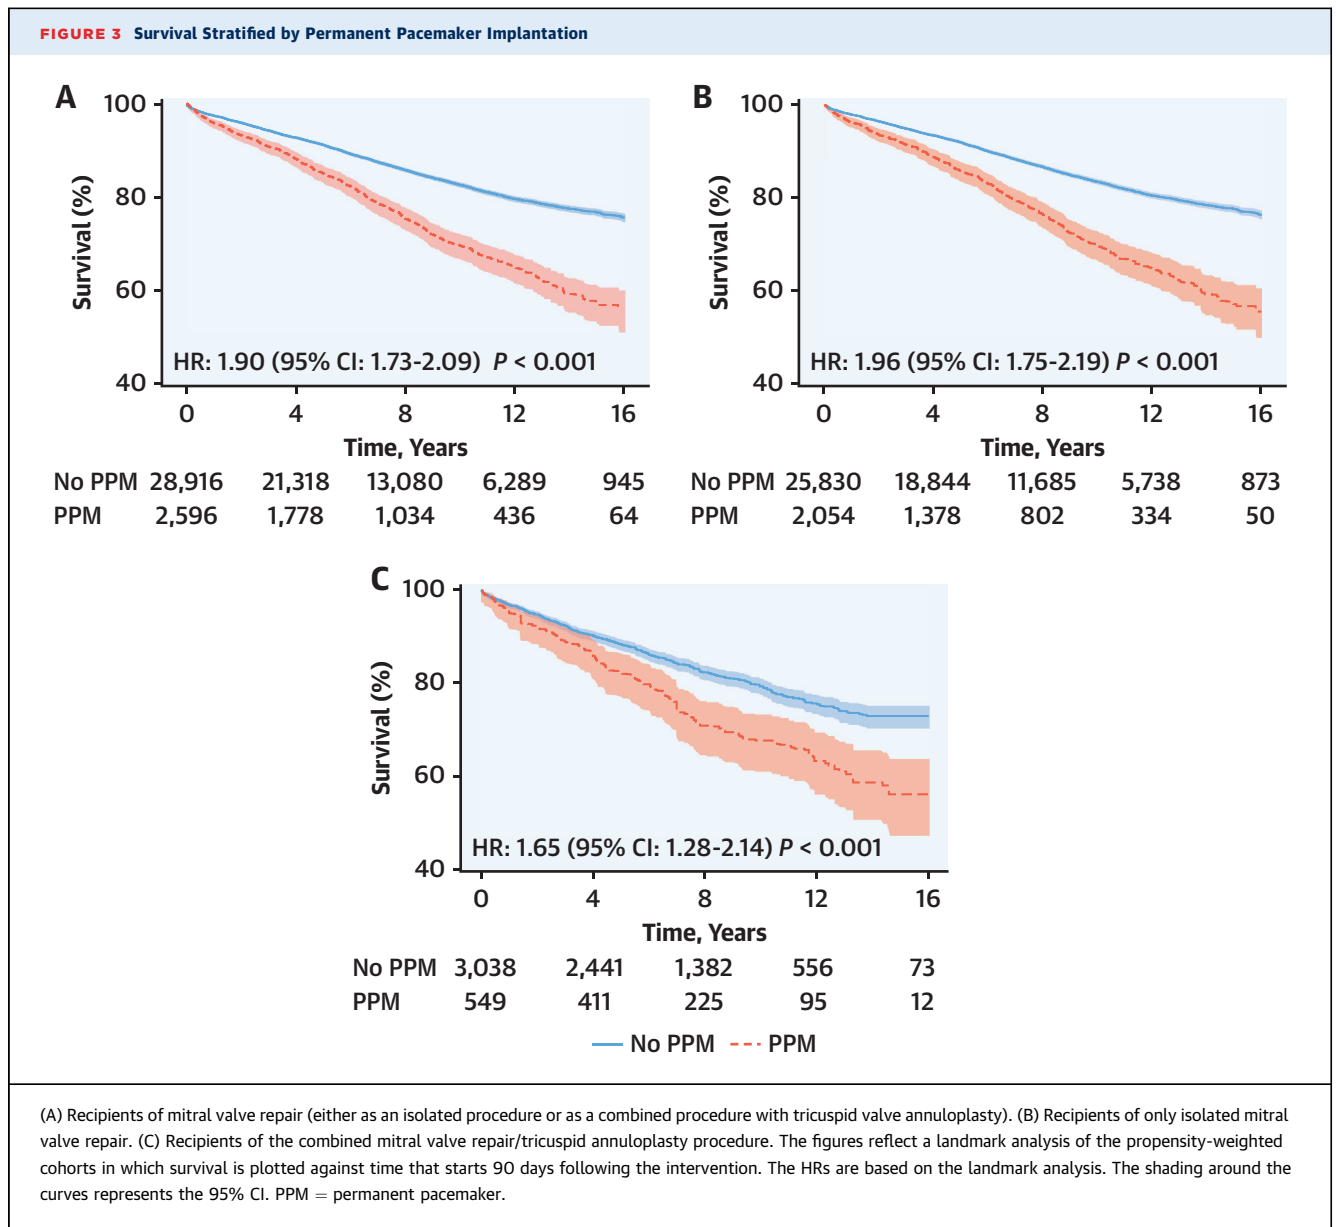 FIGURE 3 Survival Stratified by Permanent Pacemaker Implantation
A
100
80
60
40
Survival (%)
HR: 1.90 (95% CI: 1.73-2.09) P < 0.001
0 4 8 12 16
Time, Years
No PPM 28,916 21,318 13,080 6,289 945
PPM 2,596 1,778 1,034 436 64
B
100
80
60
40
Survival (%)
HR: 1.96 (95% CI: 1.75-2.19) P < 0.001
0 4 8 12 16
Time, Years
No PPM 25,830 18,844 11,685 5,738 873
PPM 2,054 1,378 802 334 50
C
100
80
60
40
Survival (%)
HR: 1.65 (95% CI: 1.28-2.14) P < 0.001
0 4 8 12 16
Time, Years
No PPM 3,038 2,441 1,382 556 73
PPM 549 411 225 95 12
No PPM PPM
(A) Recipients of mitral valve repair (either as an isolated procedure or as a combined procedure with tricuspid valve annuloplasty). (B) Recipients of only isolated mitral
valve repair. (C) Recipients of the combined mitral valve repair/tricuspid annuloplasty procedure. The figures reflect a landmark analysis of the propensity-weighted
cohorts in which survival is plotted against time that starts 90 days following the intervention. The HRs are based on the landmark analysis. The shading around the
curves represents the 95% CI. PPM = permanent pacemaker.